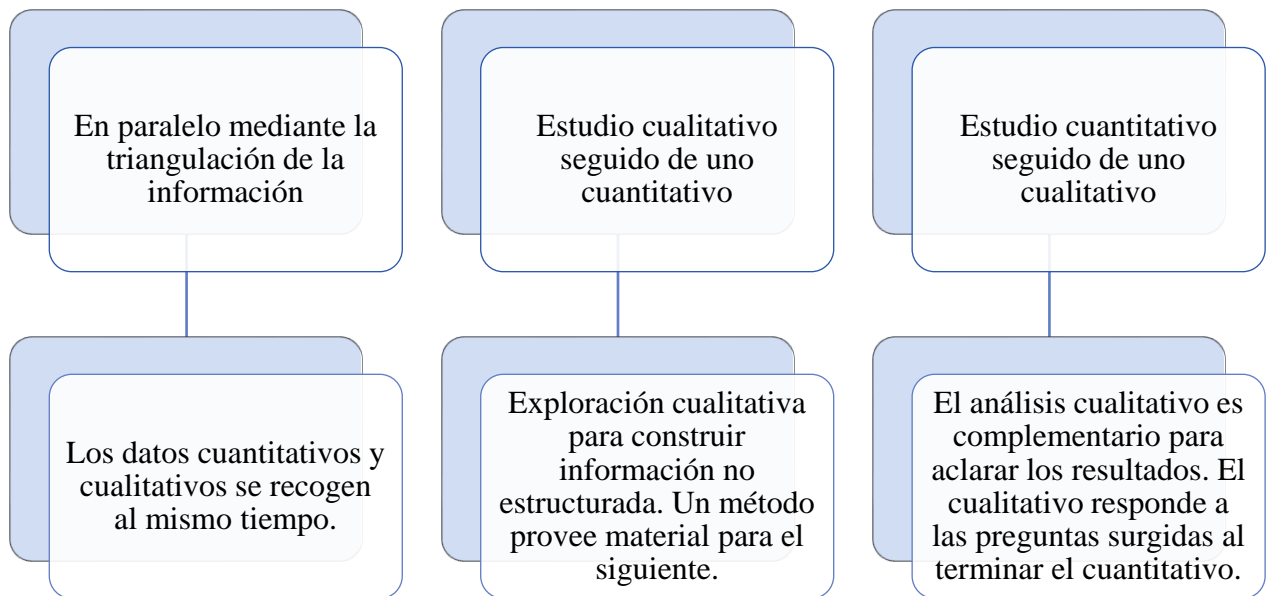 En paralelo mediante la
triangulación de la
información
Estudio cualitativo
seguido de uno
cuantitativo
Estudio cuantitativo
seguido de uno
cualitativo
Los datos cuantitativos y
cualitativos se recogen
al mismo tiempo.
Exploración cualitativa
para construir
información no
estructurada. Un método
provee material para el
siguiente.
El análisis cualitativo es
complementario para
aclarar los resultados. El
cualitativo responde a
las preguntas surgidas al
terminar el cuantitativo.